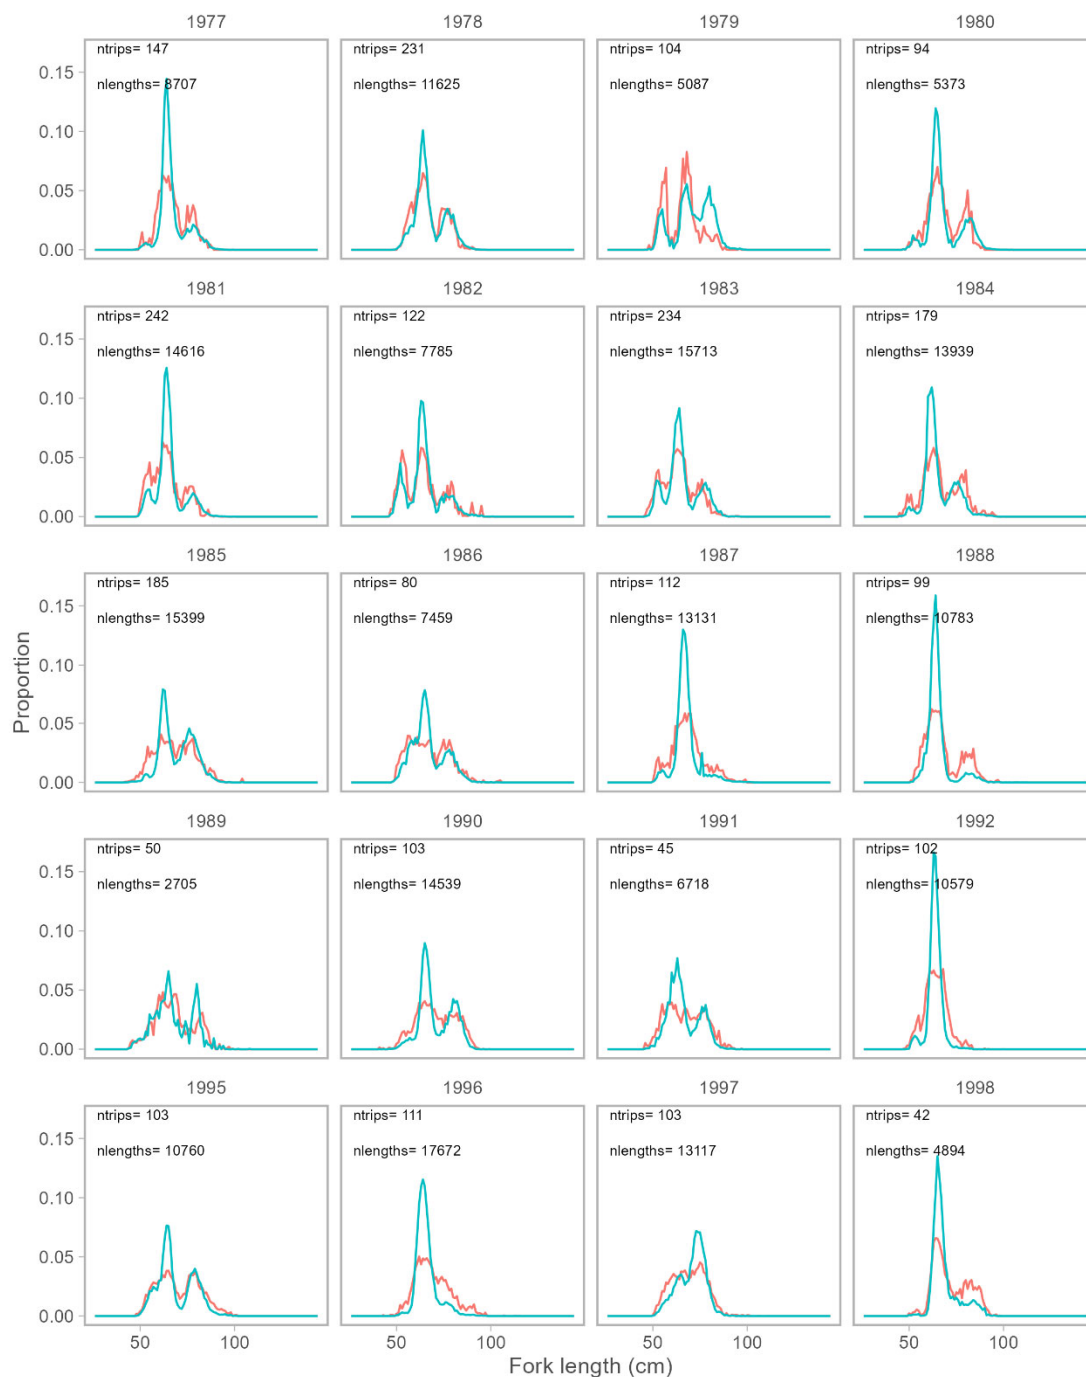 1977 1978 1979 1980
ntrips= 147 ntrips= 231 ntrips= 104 ntrips= 94
0.15
nlengths= 8707 nlengths= 11625 nlengths= 5087 nlengths= 5373
0.10
0.05
0.00
1981 1982 1983 1984
ntrips= 242 ntrips= 122 ntrips= 234 ntrips= 179
0.15
nlengths= 14616 nlengths= 7785 nlengths= 15713 nlengths= 13939
0.10
0.05
0.00
1985 1986 1987 1988
ntrips= 185 ntrips= 80 ntrips= 112 ntrips= 99
0.15
nlengths= 15399 nlengths= 7459 nlengths= 13131 nlengths= 10783
0.10
Proportion
0.05
0.00
1989 1990 1991 1992
ntrips= 50 ntrips= 103 ntrips= 45 ntrips= 102
0.15
nlengths= 2705 nlengths= 14539 nlengths= 6718 nlengths= 10579
0.10
0.05
0.00
1995 1996 1997 1998
ntrips= 103 ntrips= 111 ntrips= 103 ntrips= 42
0.15
nlengths= 10760 nlengths= 17672 nlengths= 13117 nlengths= 4894
0.10
0.05
0.00
50 100 50 100 50 100 50 100
Fork length (cm)